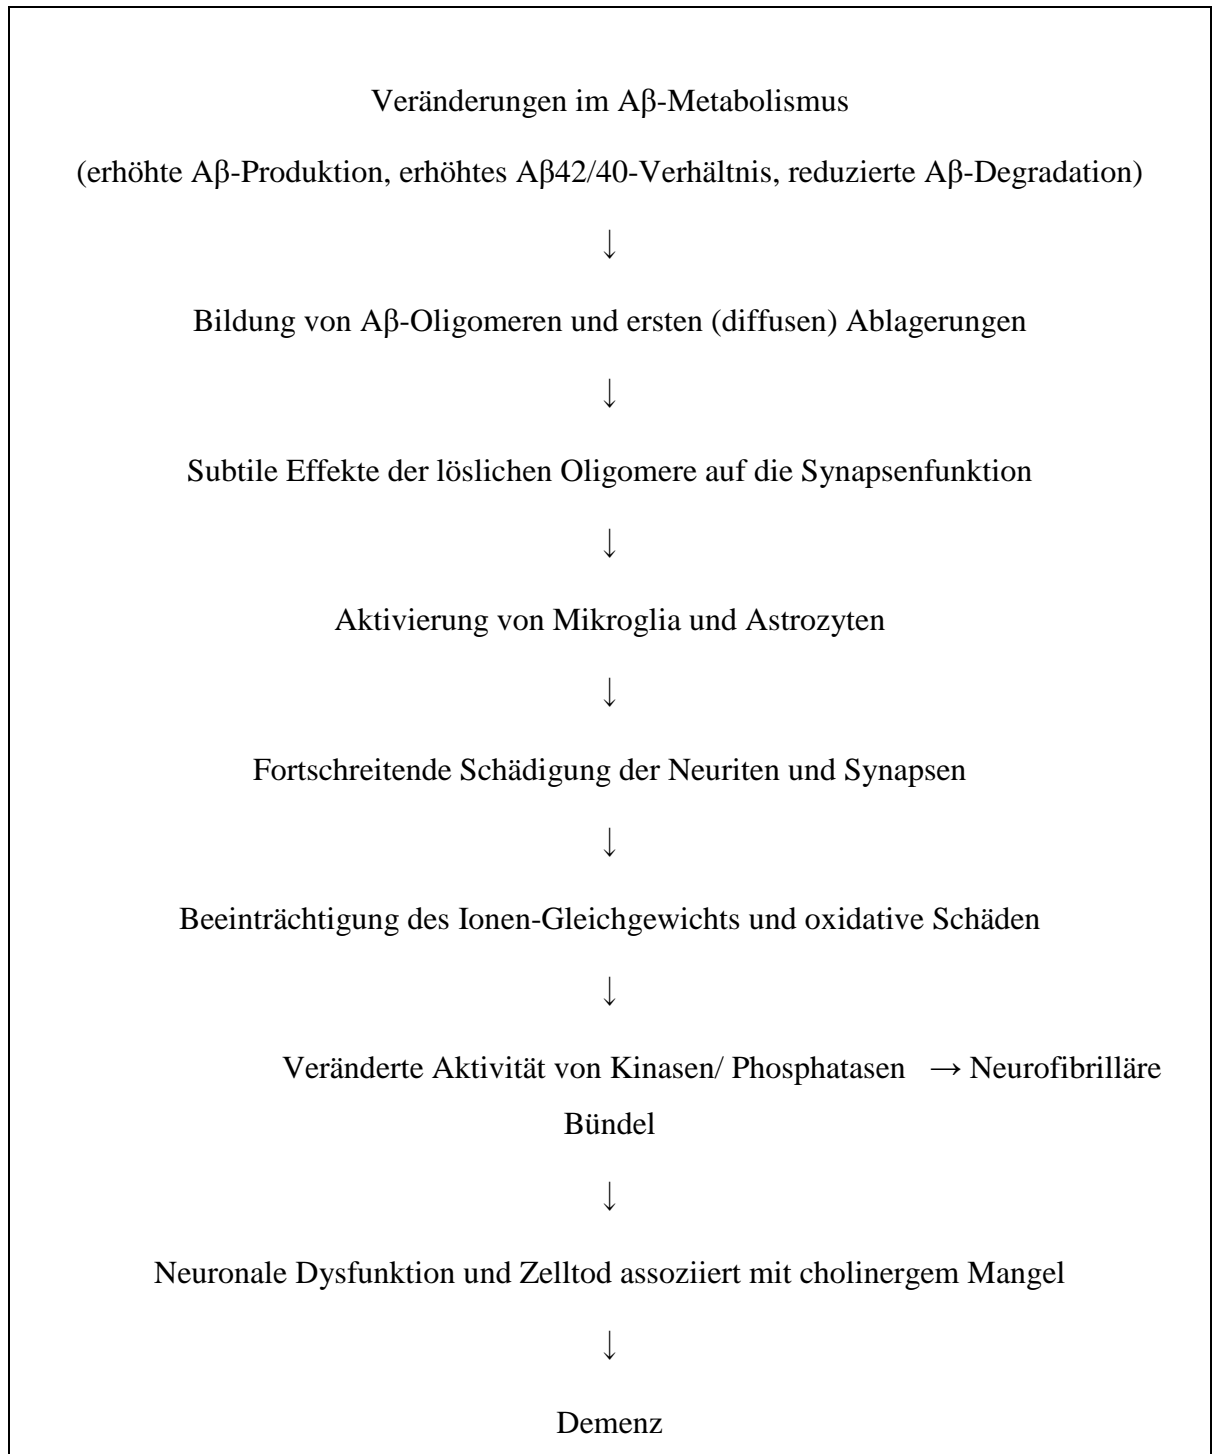 Veränderungen im Aβ-Metabolismus
(erhöhte Aβ-Produktion, erhöhtes Aβ42/40-Verhältnis, reduzierte Aβ-Degradation)
↓
Bildung von Aβ-Oligomeren und ersten (diffusen) Ablagerungen
↓
Subtile Effekte der löslichen Oligomere auf die Synapsenfunktion
↓
Aktivierung von Mikroglia und Astrozyten
↓
Fortschreitende Schädigung der Neuriten und Synapsen
↓
Beeinträchtigung des Ionen-Gleichgewichts und oxidative Schäden
↓
Veränderte Aktivität von Kinasen/ Phosphatasen → Neurofibrilläre
Bündel
↓
Neuronale Dysfunktion und Zelltod assoziiert mit cholinergem Mangel
↓
Demenz